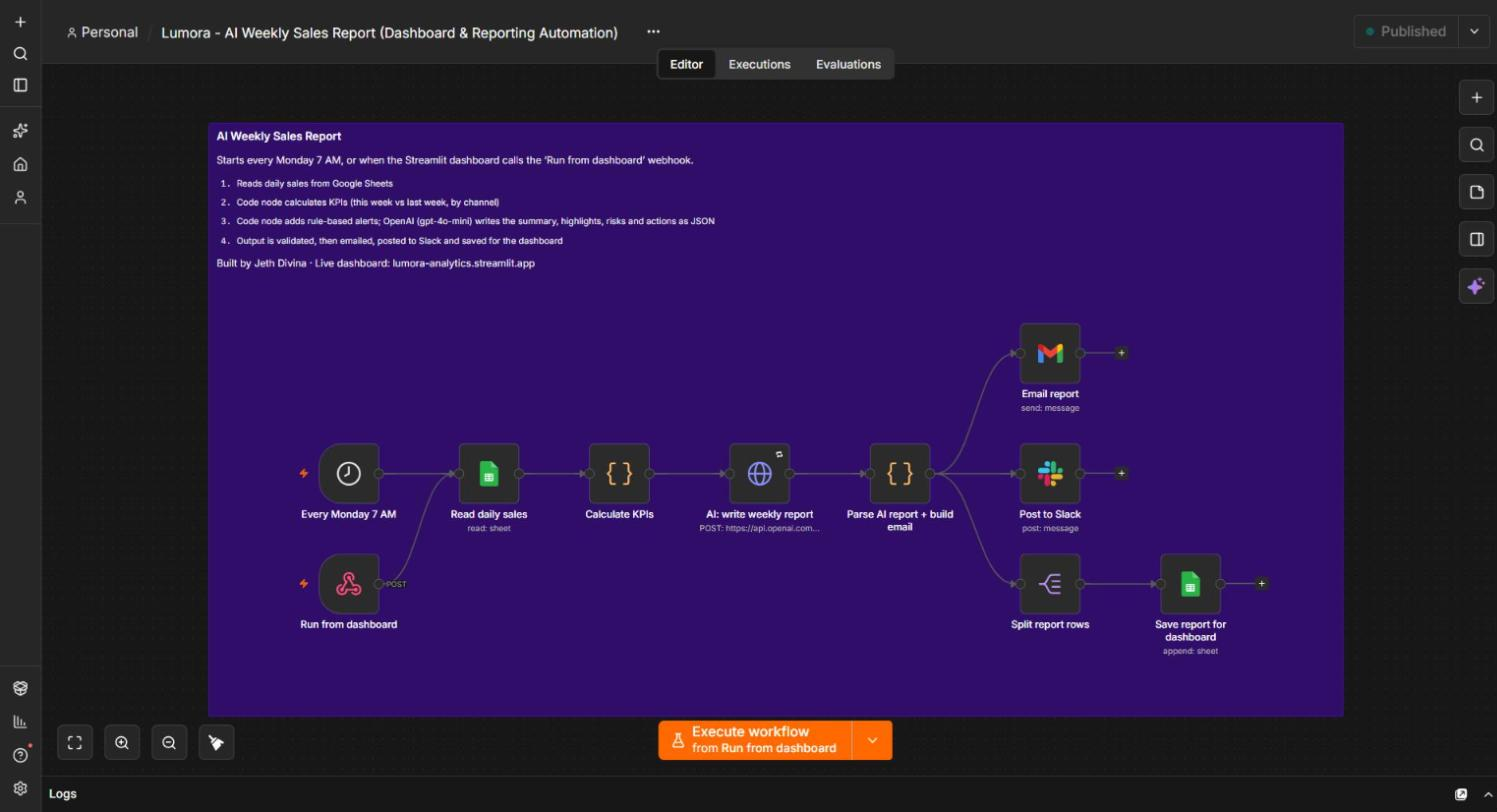 Personal / Lumora - AI Weekly Sales Report (Dashboard & Reporting Automation) ...
Published
Editor
Executions
Evaluations
AI Weekly Sales Report
Starts every Monday 7 AM, or when the Streamlit dashboard calls the 'Run from dashboard' webhook.
1. Reads daily sales from Google Sheets
2. Code node calculates KPIs (this week vs last week, by channel)
3. Code node adds rule-based alerts; OpenAI (gpt-4o-mini) writes the summary, highlights, risks and actions as JSON
4. Output is validated, then emailed, posted to Slack and saved for the dashboard
Built by Jeth Divina · Live dashboard: lumora-analytics.streamlit.app
Email report
send: message
Every Monday 7 AM
Read daily sales
read: sheet
Calculate KPIs
AI: write weekly report
POST: https://api.openai.com...
Parse AI report + build
email
Post to Slack
post: message
POST
Run from dashboard
Split report rows
Save report for
dashboard
append: sheet
Execute workflow
from Run from dashboard
Logs